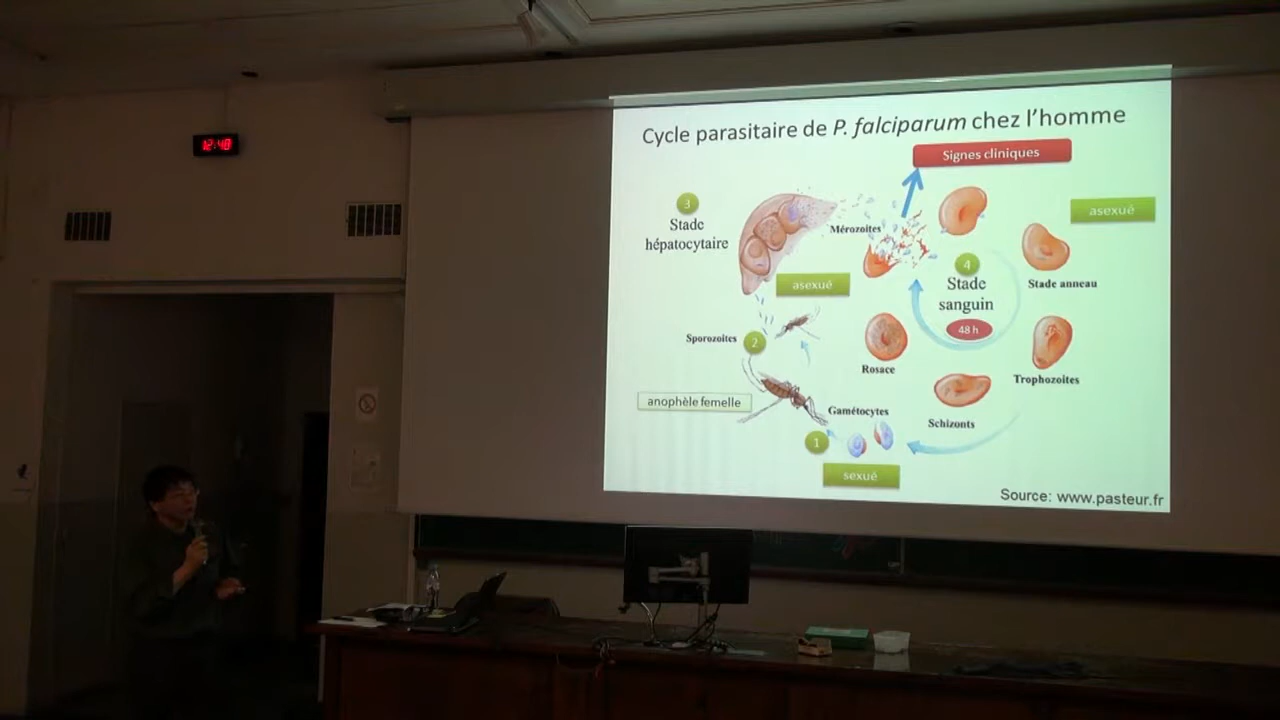 12:48
Cycle parasitaire de P. falciparum chez l'homme
Signes cliniques
3
Stade
hépatocytaire
Mérozoites
asexué
asexué
4
Stade
sanguin
48 h
Stade anneau
Sporozoites
2
Rosace
Trophozoites
anophèle femelle
Gamétocytes
Schizonts
1
sexué
Source: www.pasteur.fr